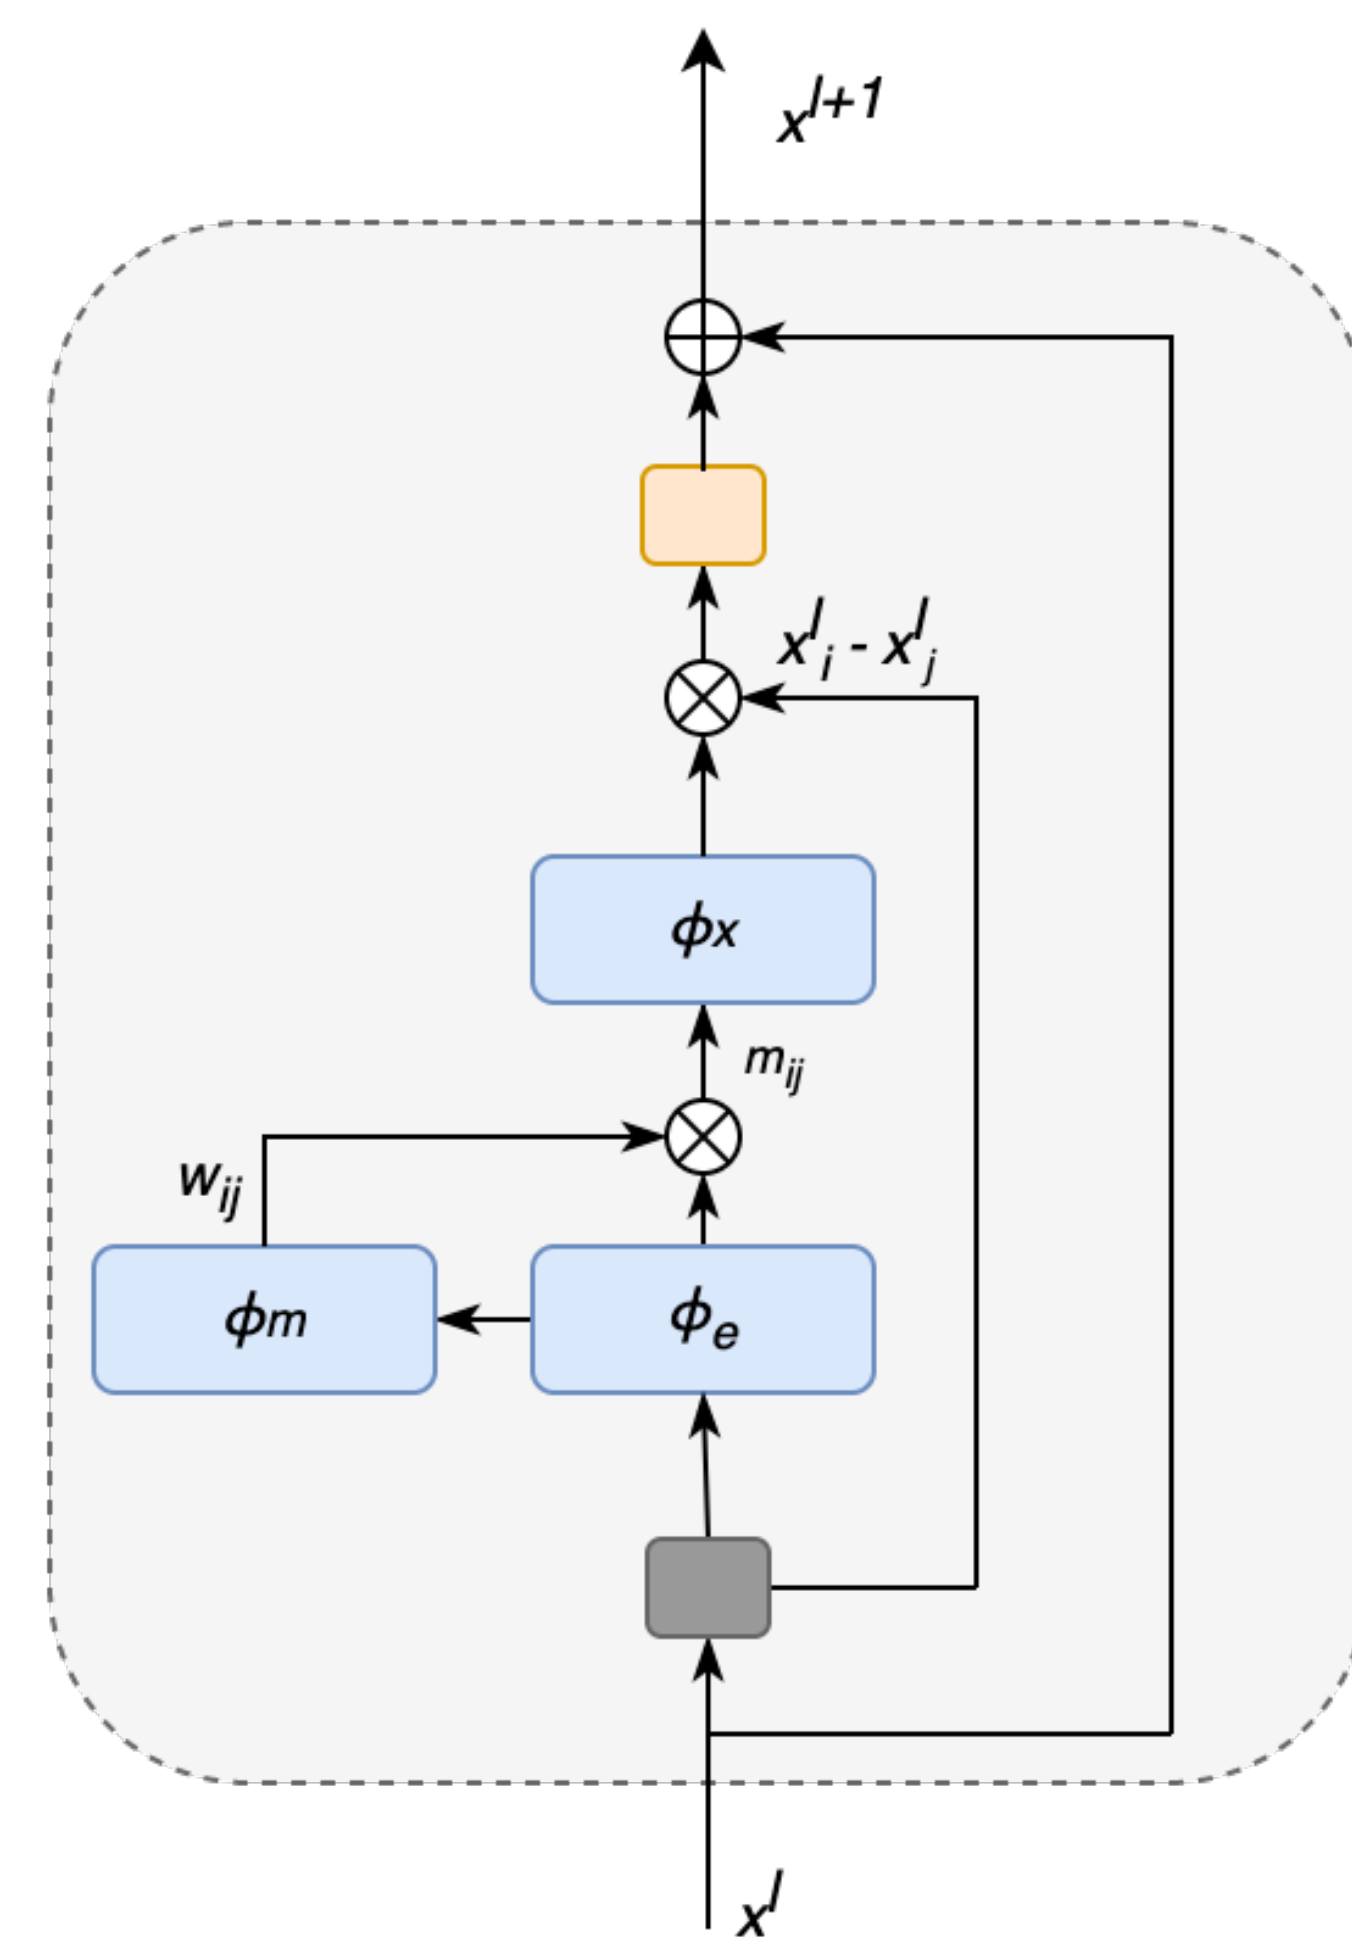 x^{l+1}
x^l_i - x^l_j
ϕx
m_{ij}
w_{ij}
ϕm
ϕ_e
x^l